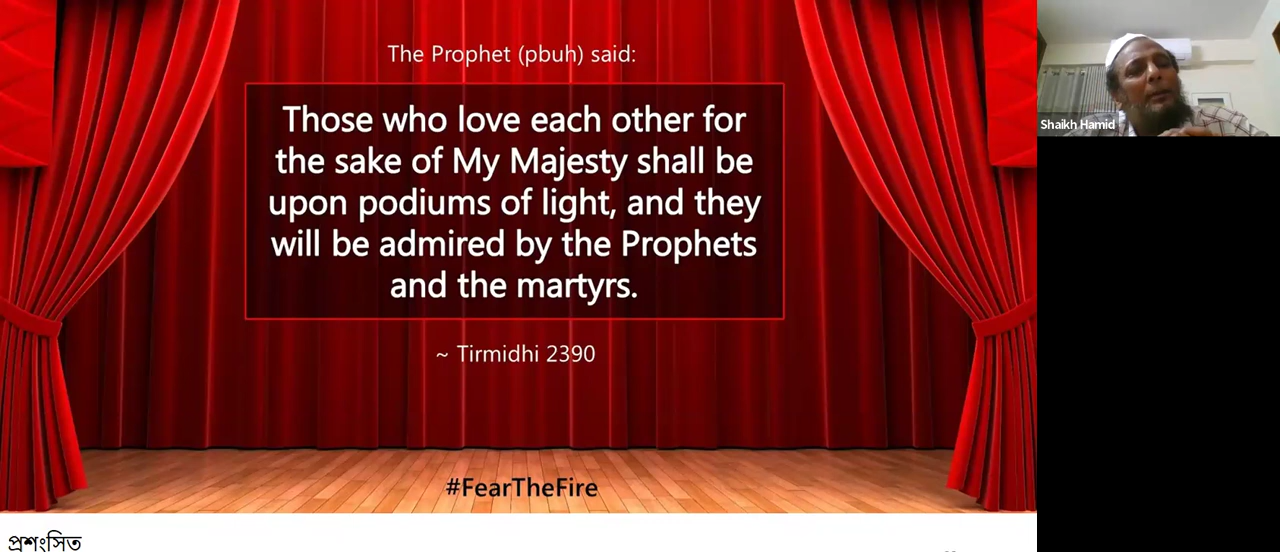 The Prophet (pbuh) said:
Those who love each other for
the sake of My Majesty shall be
upon podiums of light, and they
will be admired by the Prophets
and the martyrs.
~ Tirmidhi 2390
#FearTheFire
প্রশংসিত
Shaikh Hamid